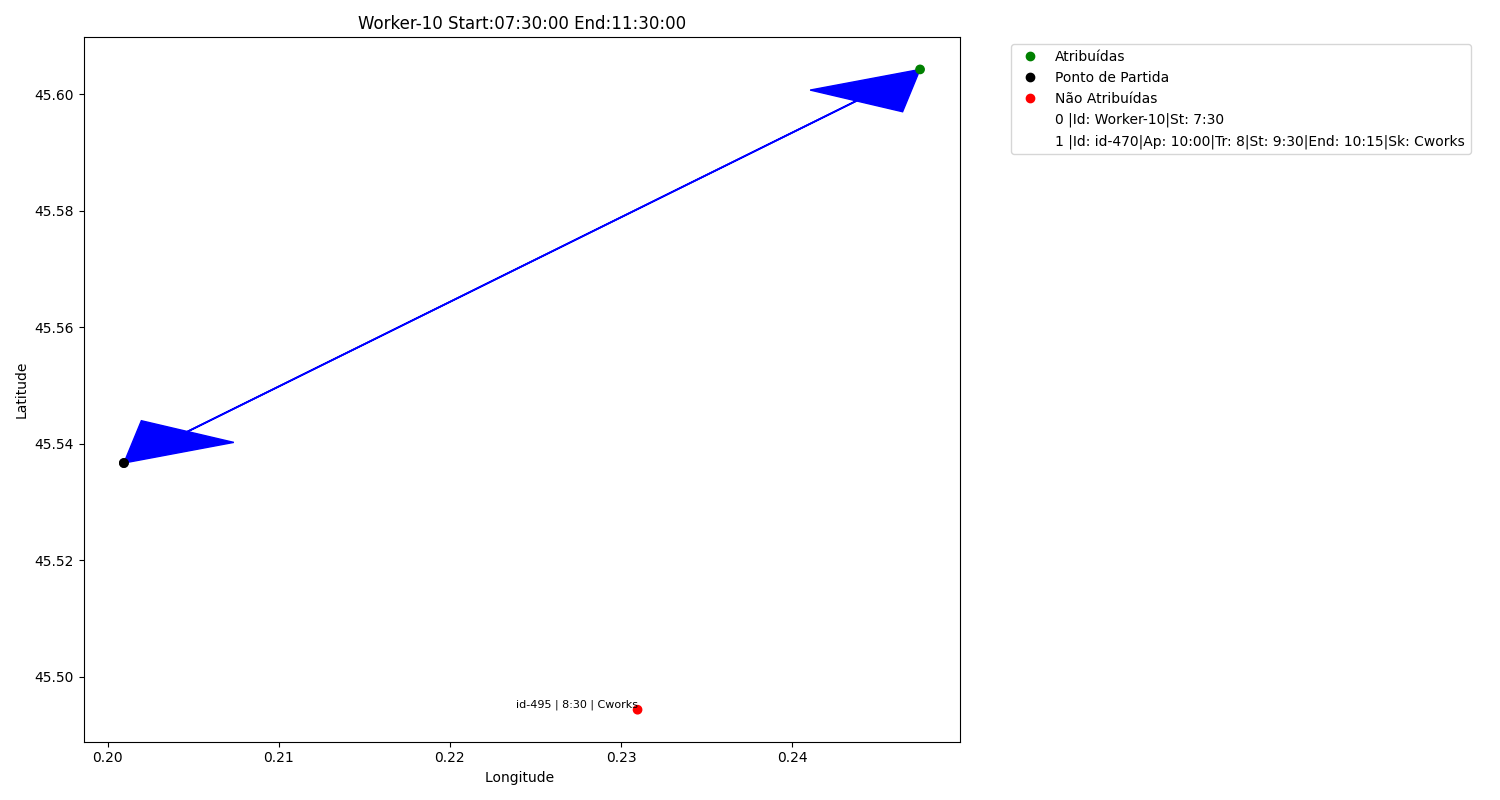 Worker-10 Start:07:30:00 End:11:30:00
Atribuídas
Ponto de Partida
Não Atribuídas
0 |Id: Worker-10|St: 7:30
1 |Id: id-470|Ap: 10:00|Tr: 8|St: 9:30|End: 10:15|Sk: Cworks
45.60
45.58
45.56
45.54
45.52
45.50
Latitude
id-495 | 8:30 | Cworks
0.20 0.21 0.22 0.23 0.24
Longitude